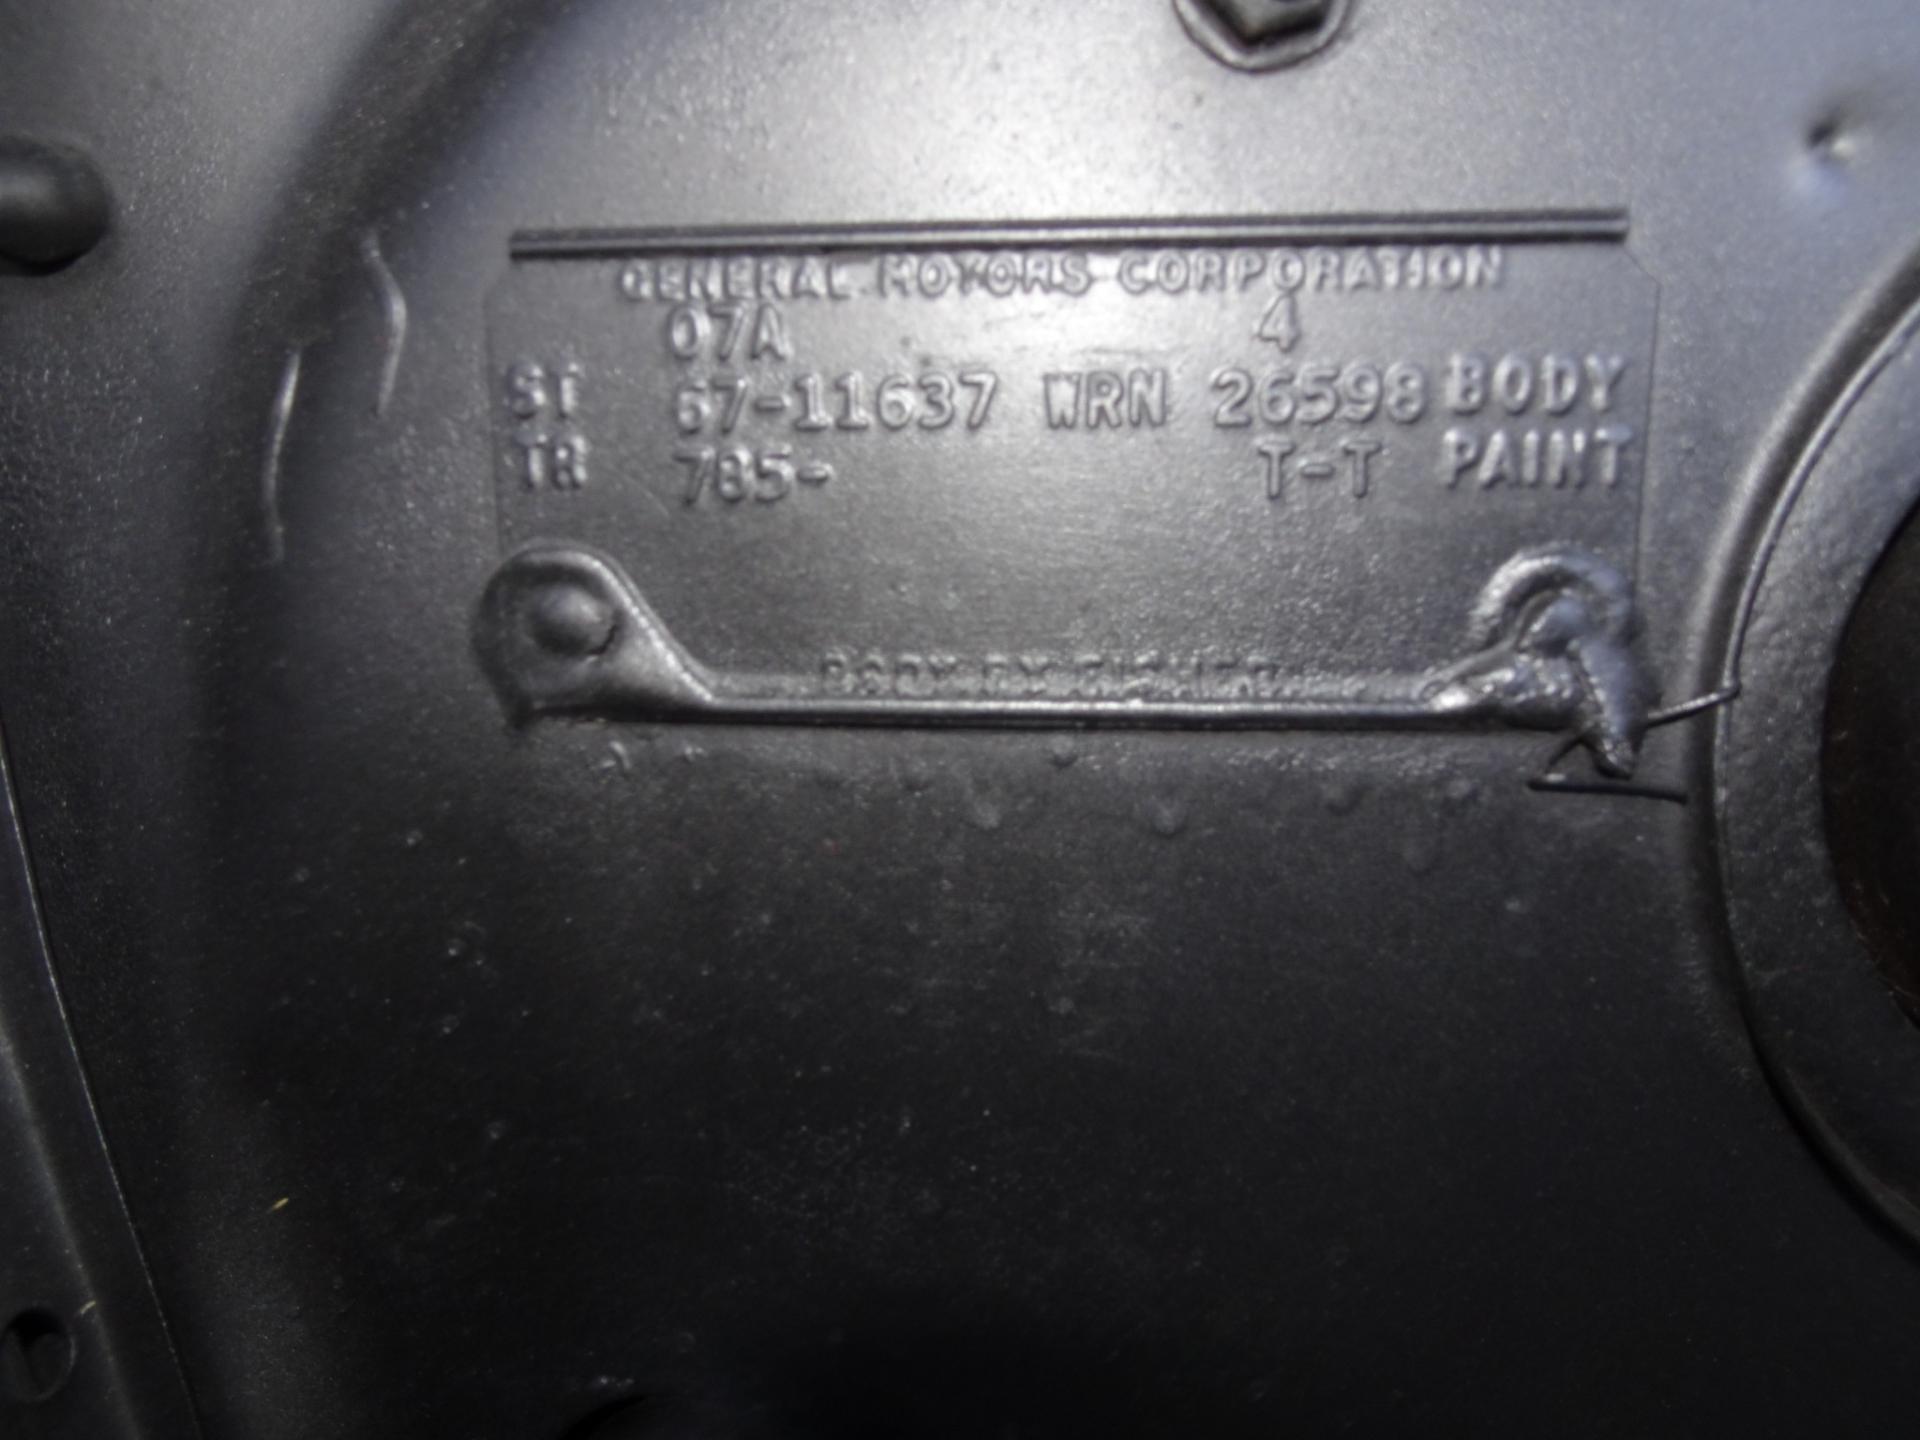 GENERAL MOTORS CORPORATION
07A 4
ST 67-11637 WRN 26598 BODY
TR 785- T-T PAINT
BODY BY FISHER